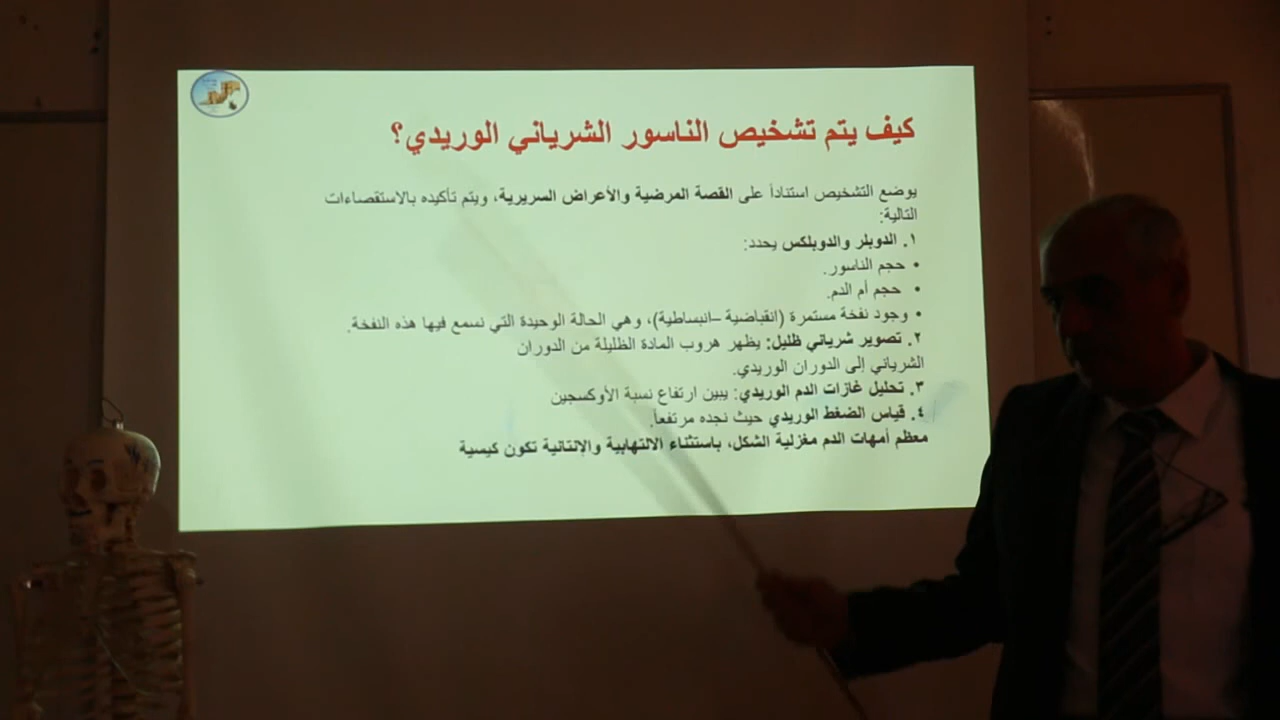 كيف يتم تشخيص الناسور الشرياني الوريدي؟
يوضع التشخيص استناداً على القصة المرضية والأعراض السريرية، ويتم تأكيده بالاستقصاءات
التالية:
١. الدوبلر والدوبلكس يحدد:
• حجم الناسور.
• حجم أم الدم.
• وجود نفخة مستمرة (انقباضية –انبساطية)، وهي الحالة الوحيدة التي نسمع فيها هذه النفخة.
٢. تصوير شرياني ظليل: يظهر هروب المادة الظليلة من الدوران
الشرياني إلى الدوران الوريدي.
٣. تحليل غازات الدم الوريدي: يبين ارتفاع نسبة الأوكسجين
٤. قياس الضغط الوريدي حيث نجده مرتفعاً.
معظم أمهات الدم مغزلية الشكل، باستثناء الالتهابية والإنتانية تكون كيسية